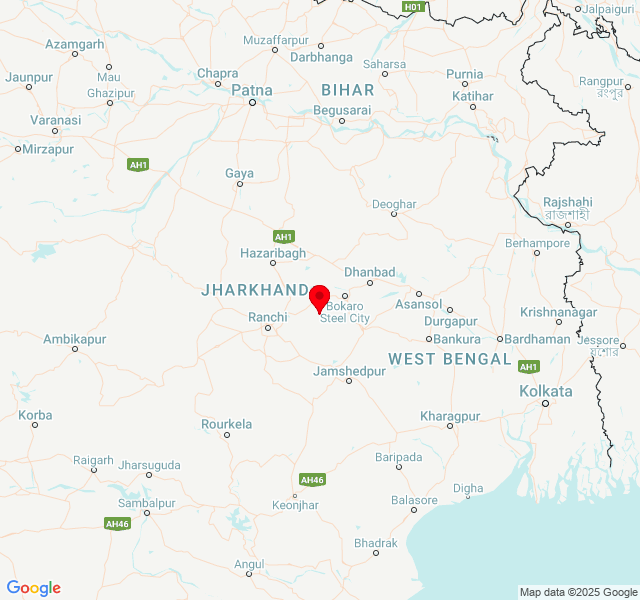 H01
Jalpaiguri
AH1
Muzaffarpur
Azamgarh
Darbhanga
Mau
Saharsa
Jaunpur
Chapra
Purnia
Rangpur
রংপুর
Ghazipur
Patna
BIHAR
Katihar
Begusarai
Varanasi
Mirzapur
AH1
Gaya
Deoghar
Rajshahi
রাজশাহী
AH1
Berhampore
Hazaribagh
Dhanbad
JHARKHAND
Asansol
Bokaro
Steel City
Ranchi
Durgapur
Krishnanagar
Ambikapur
Bankura
Bardhaman
Jessore
যশোর
WEST BENGAL
AH1
Jamshedpur
Kolkata
Korba
Rourkela
Kharagpur
Raigarh
Jharsuguda
Baripada
AH46
Digha
Sambalpur
Keonjhar
Balasore
AH46
Bhadrak
Angul
Google
Map data ©2025 Google